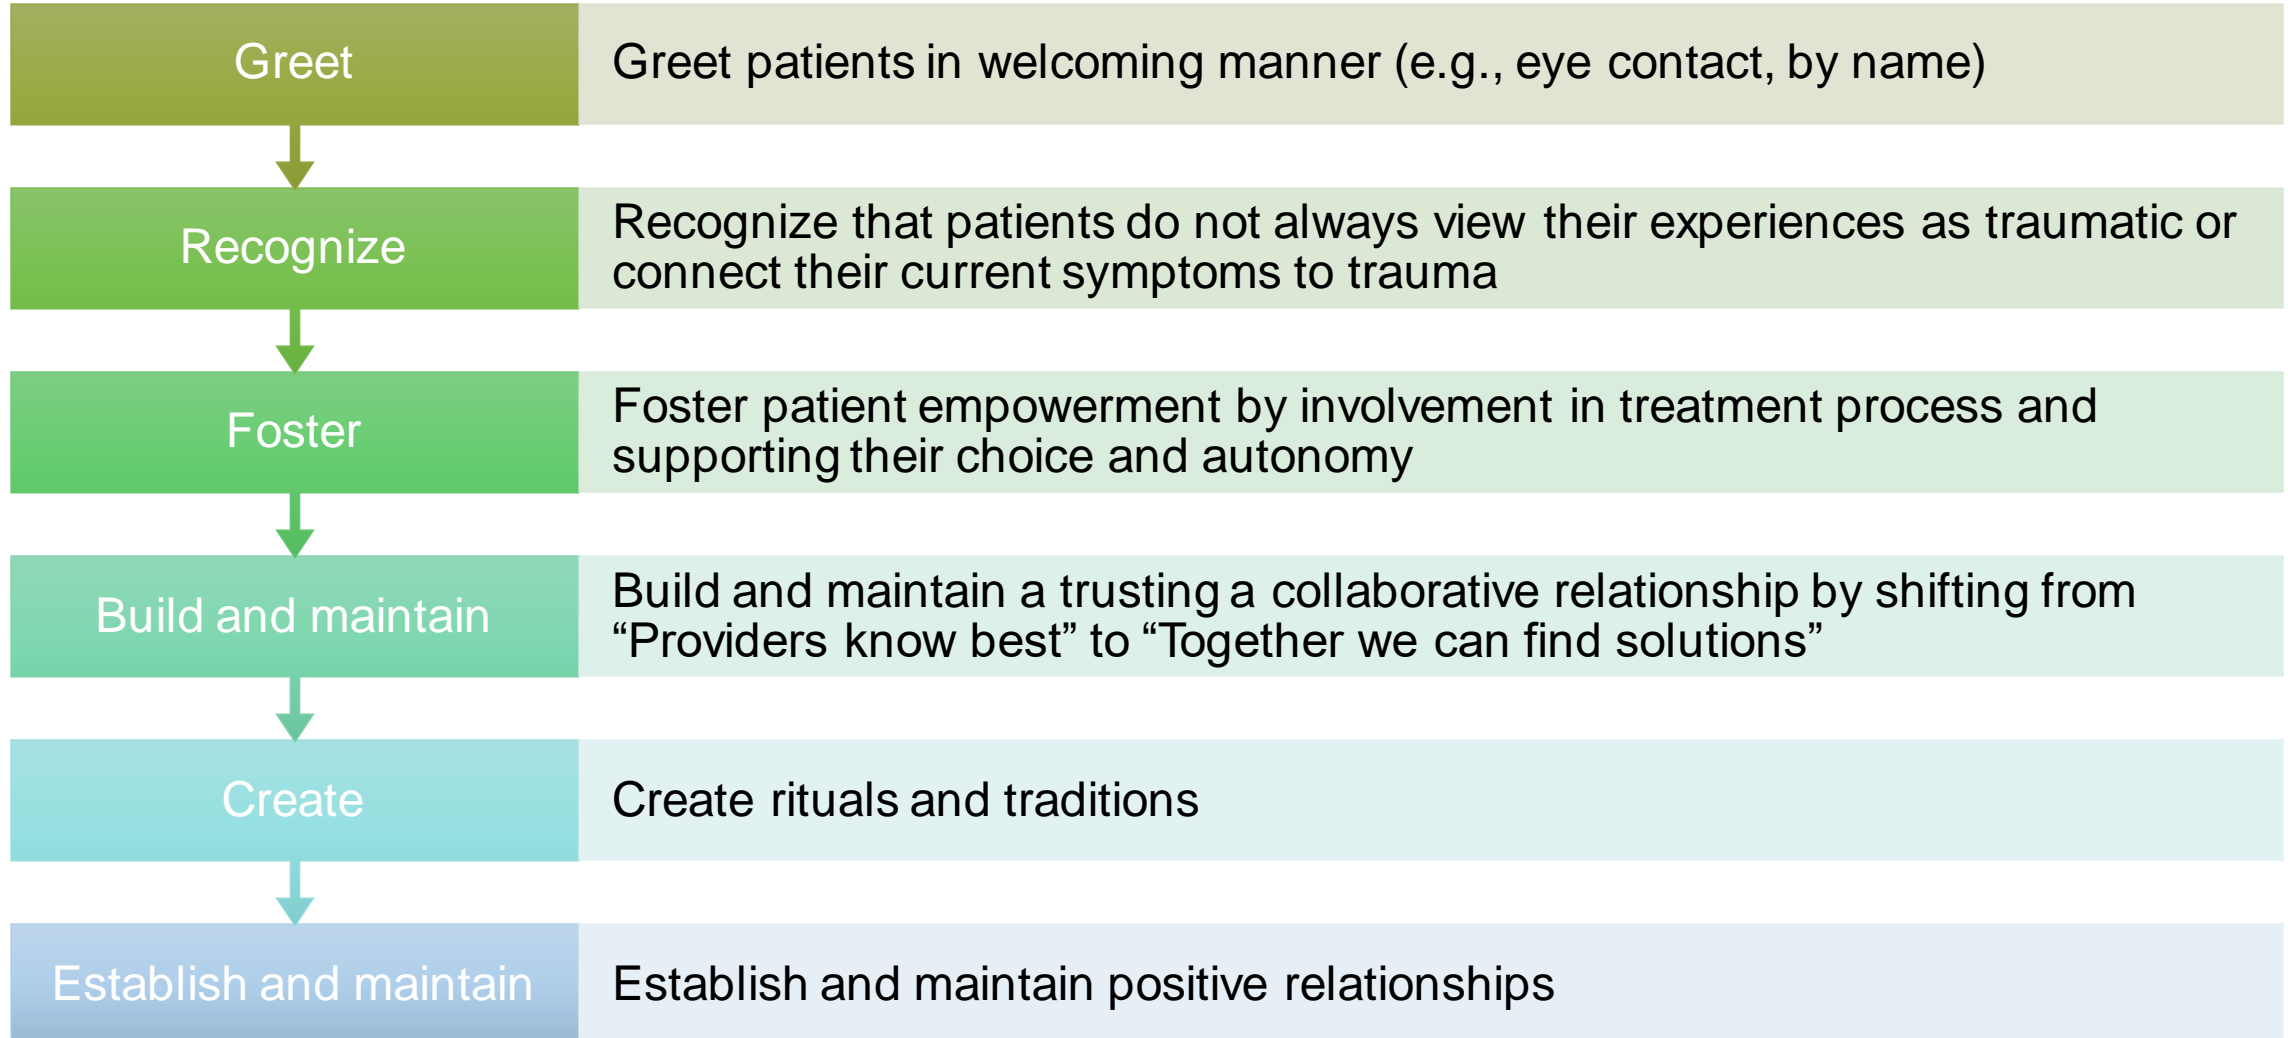 Greet
Greet patients in welcoming manner (e.g., eye contact, by name)
Recognize
Recognize that patients do not always view their experiences as traumatic or
connect their current symptoms to trauma
Foster
Foster patient empowerment by involvement in treatment process and
supporting their choice and autonomy
Build and maintain
Build and maintain a trusting a collaborative relationship by shifting from
“Providers know best” to “Together we can find solutions”
Create
Create rituals and traditions
Establish and maintain
Establish and maintain positive relationships